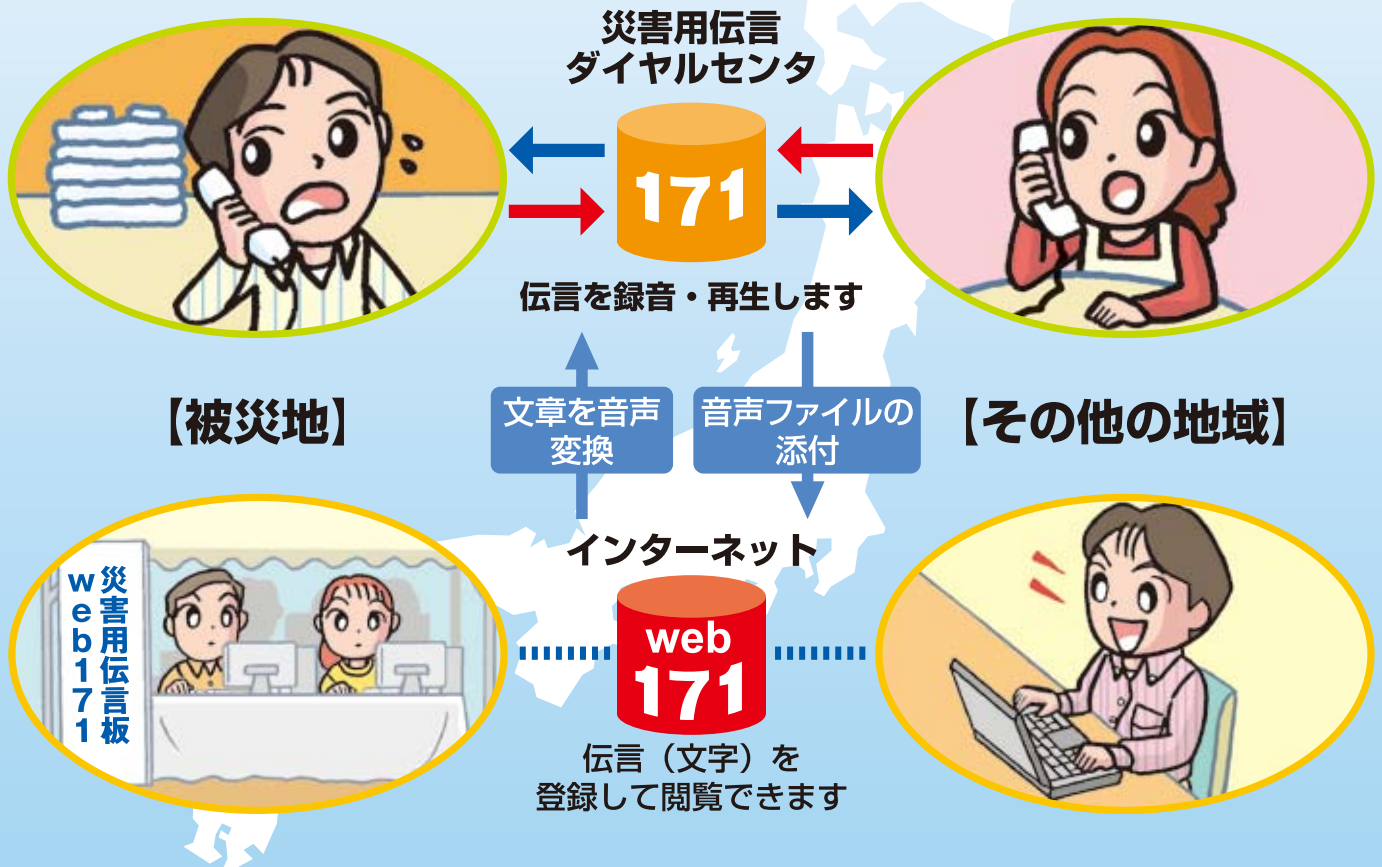 災害用伝言
ダイヤルセンタ
171
伝言を録音・再生します
【被災地】
文章を音声
変換
音声ファイルの
添付
【その他の地域】
インターネット
災害用伝言板
web171
web
171
伝言（文字）を
登録して閲覧できます